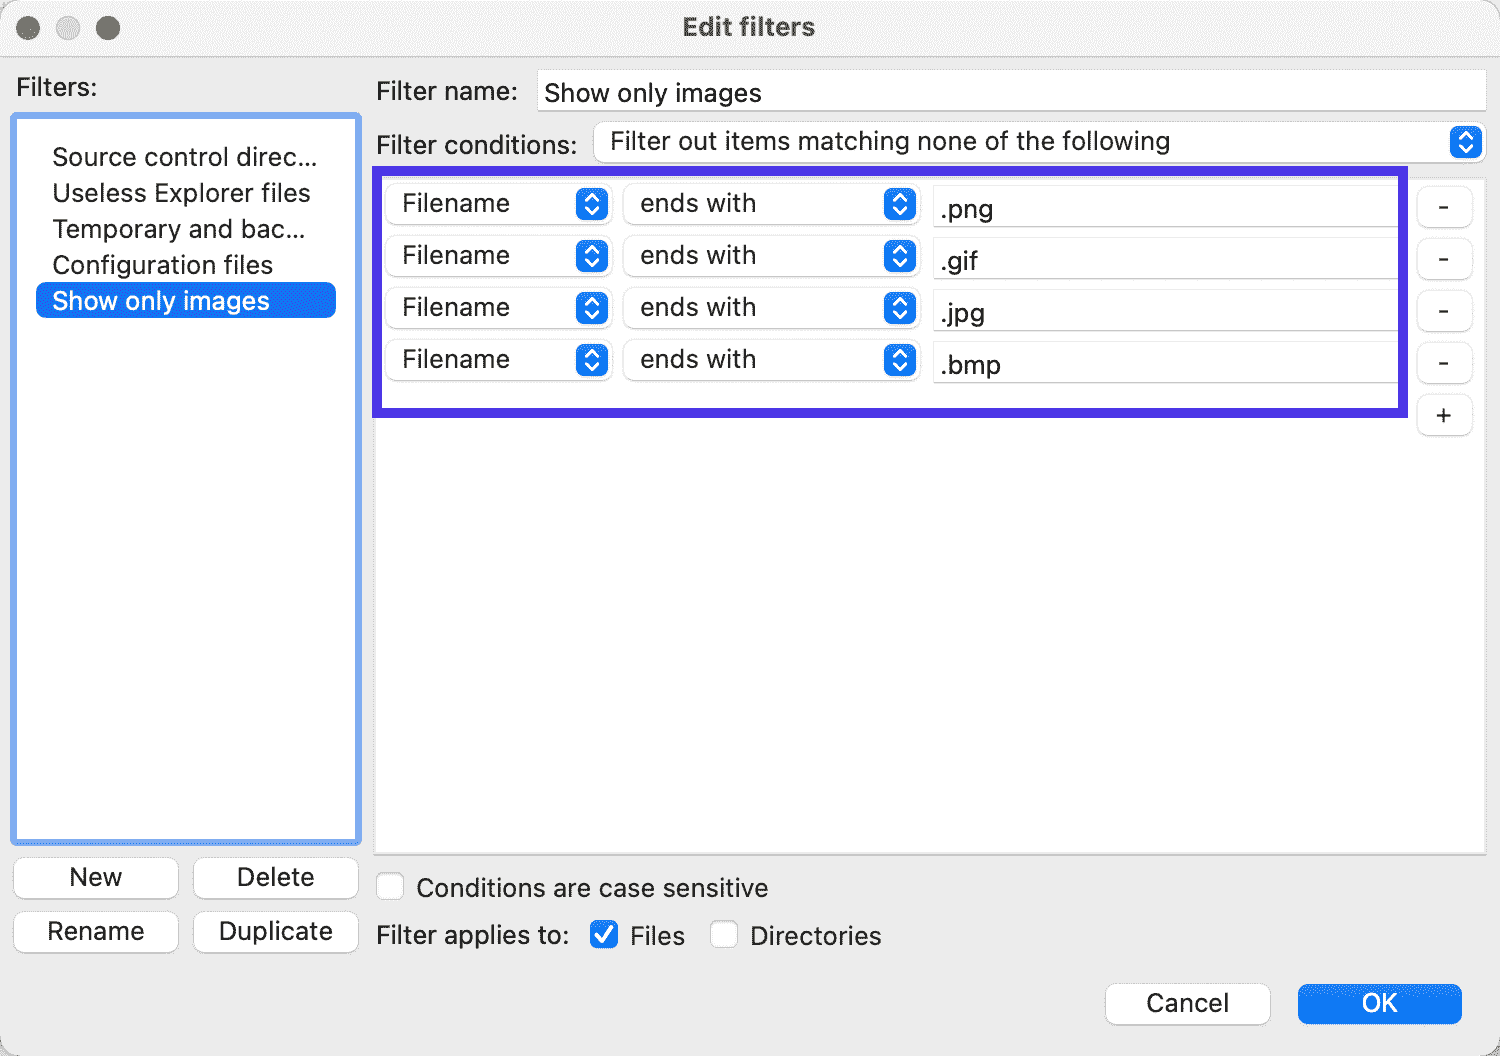 Edit filters
Filters:
Source control direc...
Useless Explorer files
Temporary and bac...
Configuration files
Show only images
New
Delete
Rename
Duplicate
Filter name: Show only images
Filter conditions: Filter out items matching none of the following
Filename ends with .png -
Filename ends with .gif -
Filename ends with .jpg -
Filename ends with .bmp -
+
Conditions are case sensitive
Filter applies to: Files Directories
Cancel OK